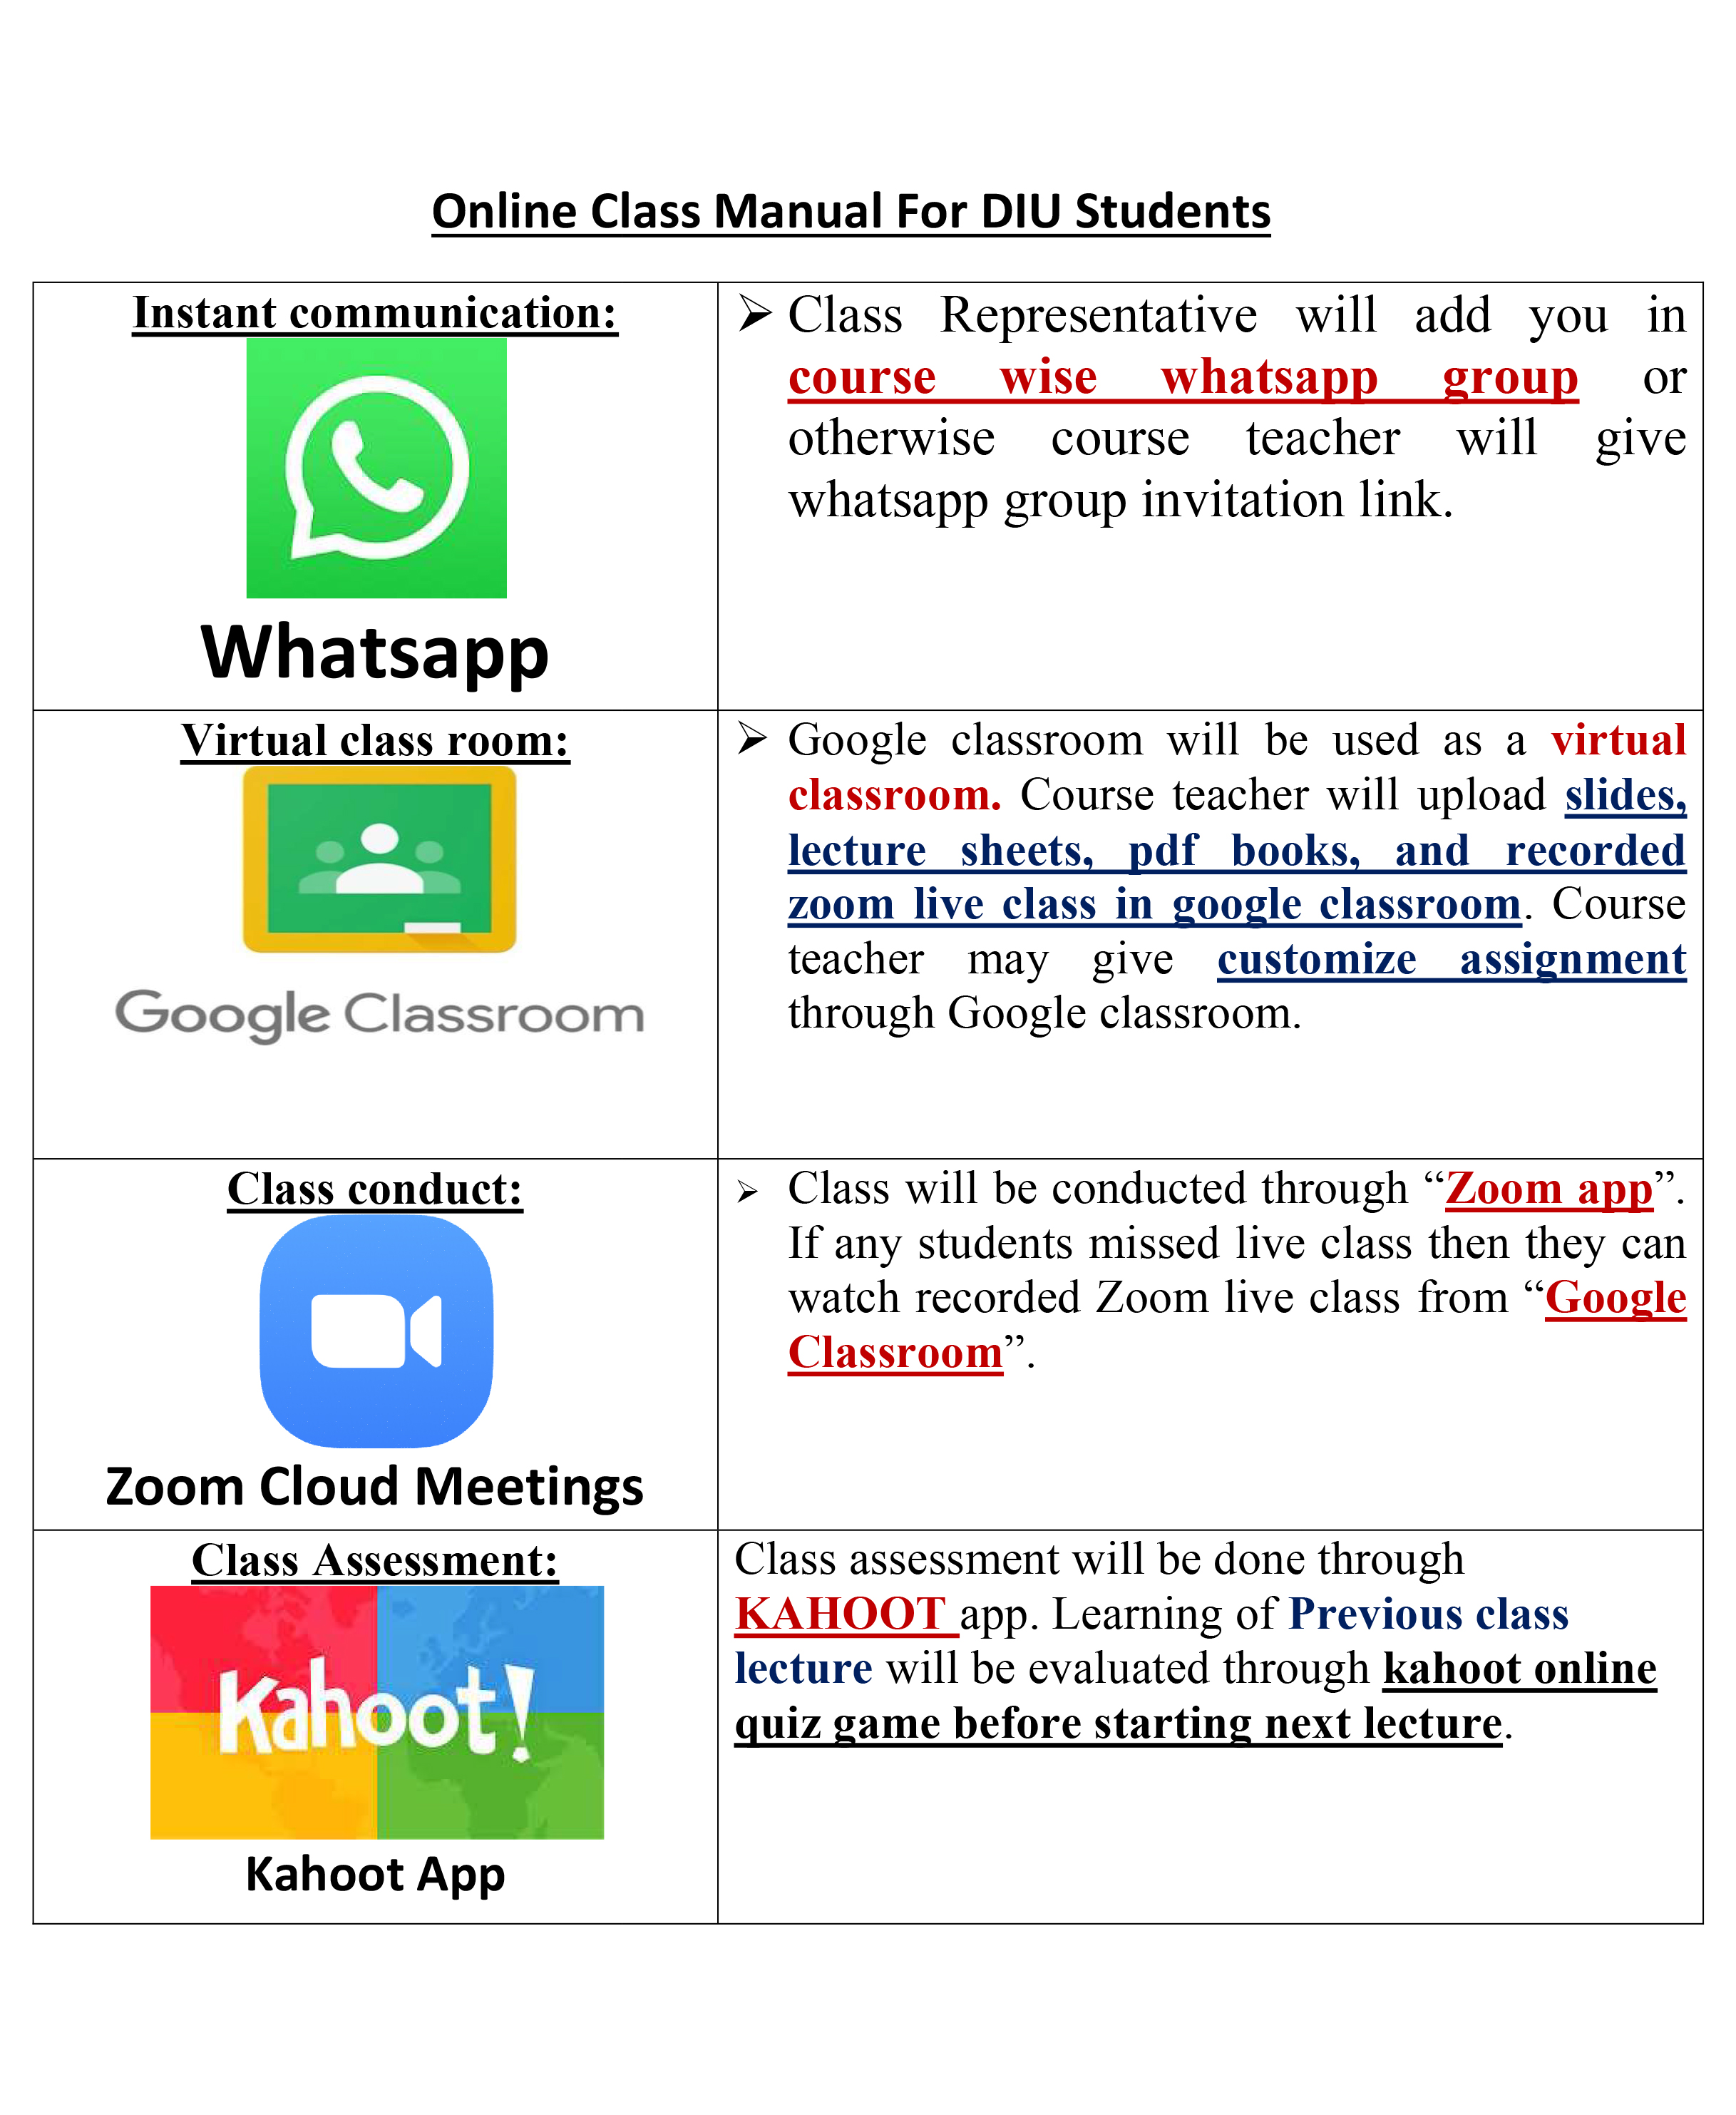 Online Class Manual For DIU Students
Instant communication:
Whatsapp
➢ Class Representative will add you in
course wise whatsapp group or
otherwise course teacher will give
whatsapp group invitation link.
Virtual class room:
Google Classroom
➢ Google classroom will be used as a virtual
classroom. Course teacher will upload slides,
lecture sheets, pdf books, and recorded
zoom live class in google classroom. Course
teacher may give customize assignment
through Google classroom.
Class conduct:
Zoom Cloud Meetings
➢ Class will be conducted through “Zoom app”.
If any students missed live class then they can
watch recorded Zoom live class from “Google
Classroom”.
Class Assessment:
Kahoot!
Kahoot App
Class assessment will be done through
KAHOOT app. Learning of Previous class
lecture will be evaluated through kahoot online
quiz game before starting next lecture.